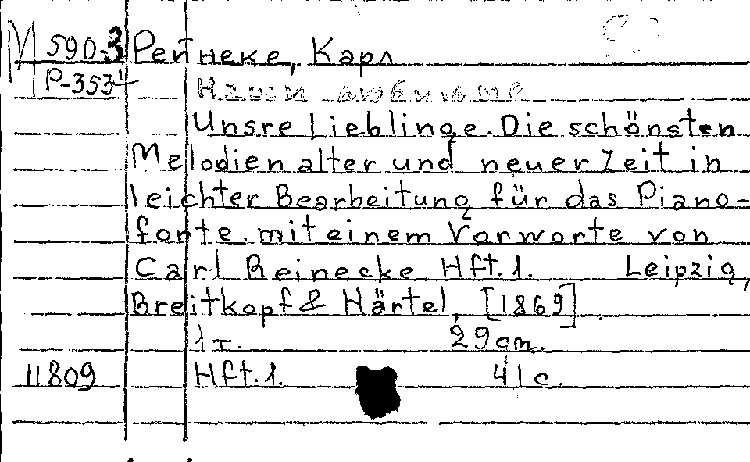 М 590-3 Рейнеке, Карл
Р-353
Наши любимые
Unsre Lieblinge. Die schönsten
Melodien alter und neuer Zeit in
leichter Bearbeitung für das Piano-
forte mit einem Vorworte von
Carl Reinecke Hft. 1. Leipzig,
Breitkopf & Härtel, [1869]
1 т. 29 cm.
11809 Hft. 1. 41 c.